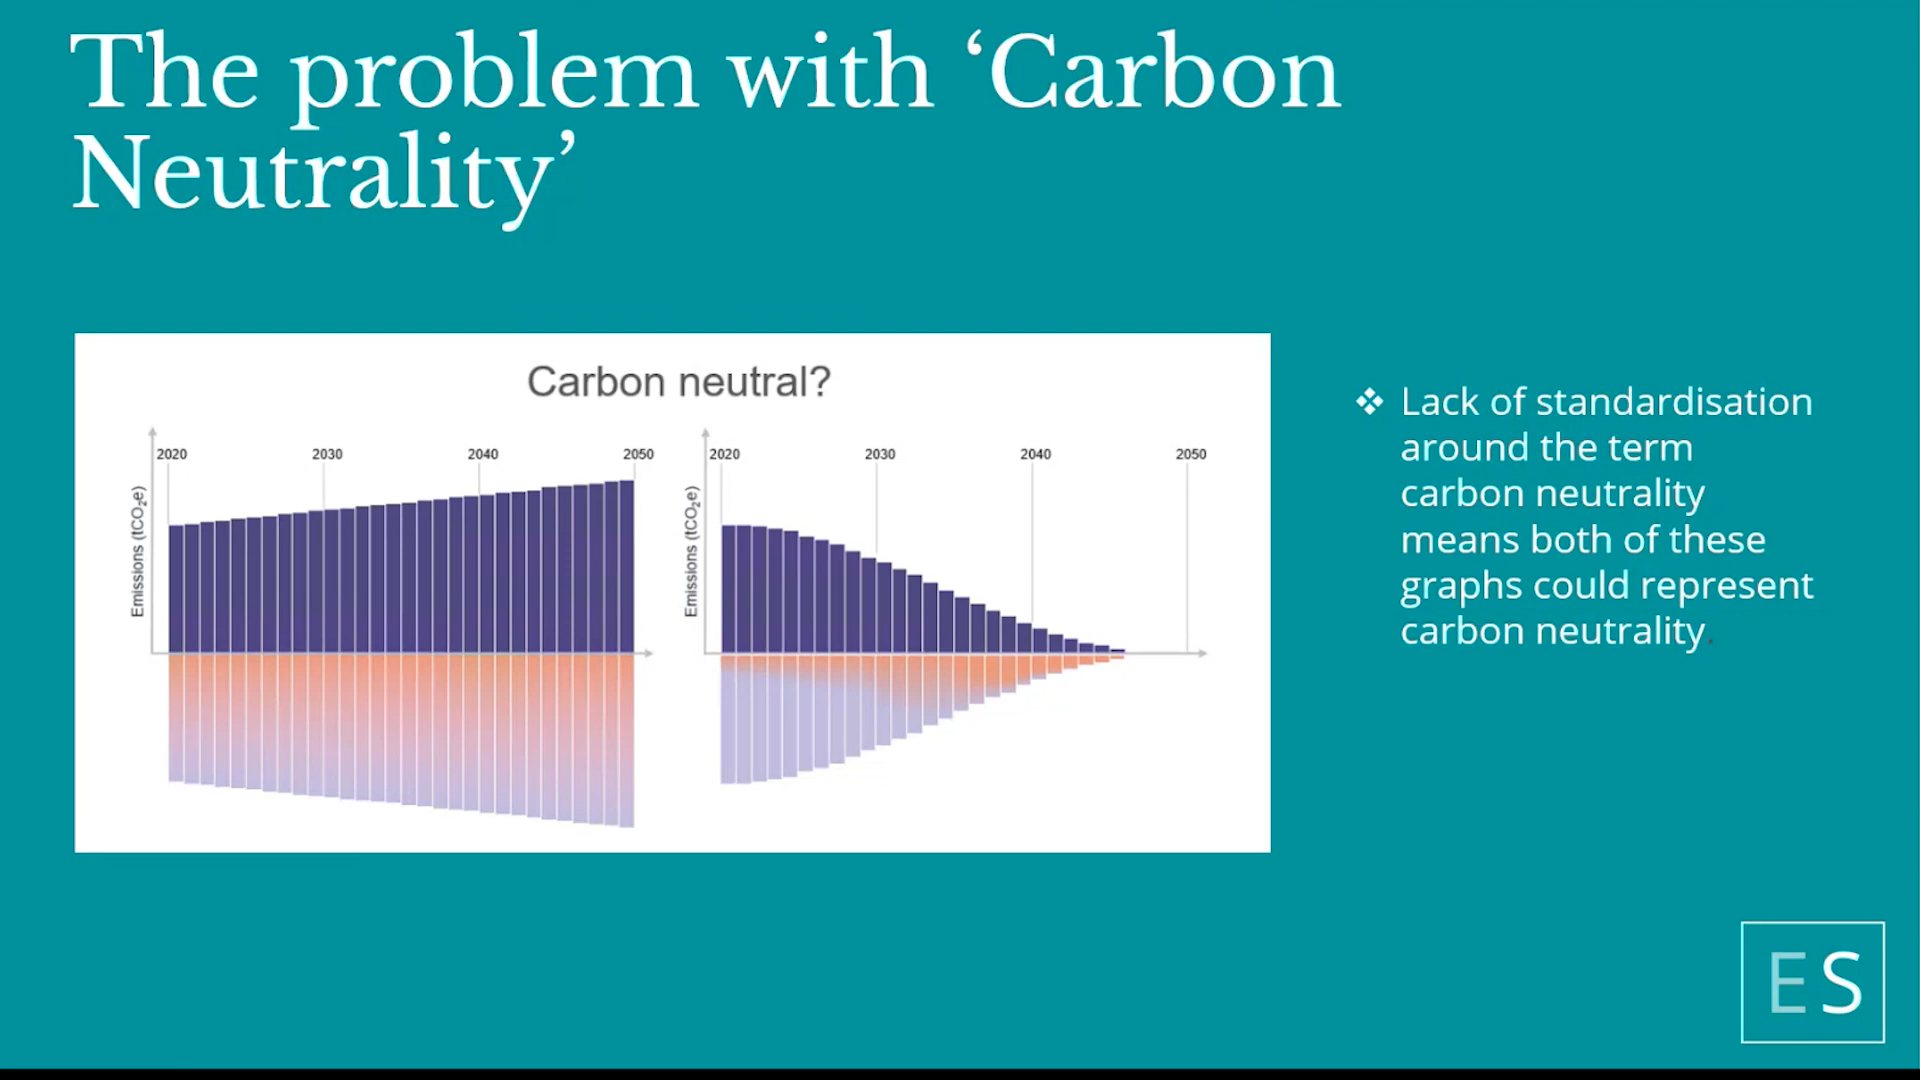 The problem with ‘Carbon
Neutrality’
Carbon neutral?
2020 2030 2040 2050
Emissions (tCO₂e)
2020 2030 2040 2050
Emissions (tCO₂e)
❖ Lack of standardisation
around the term
carbon neutrality
means both of these
graphs could represent
carbon neutrality.
ES